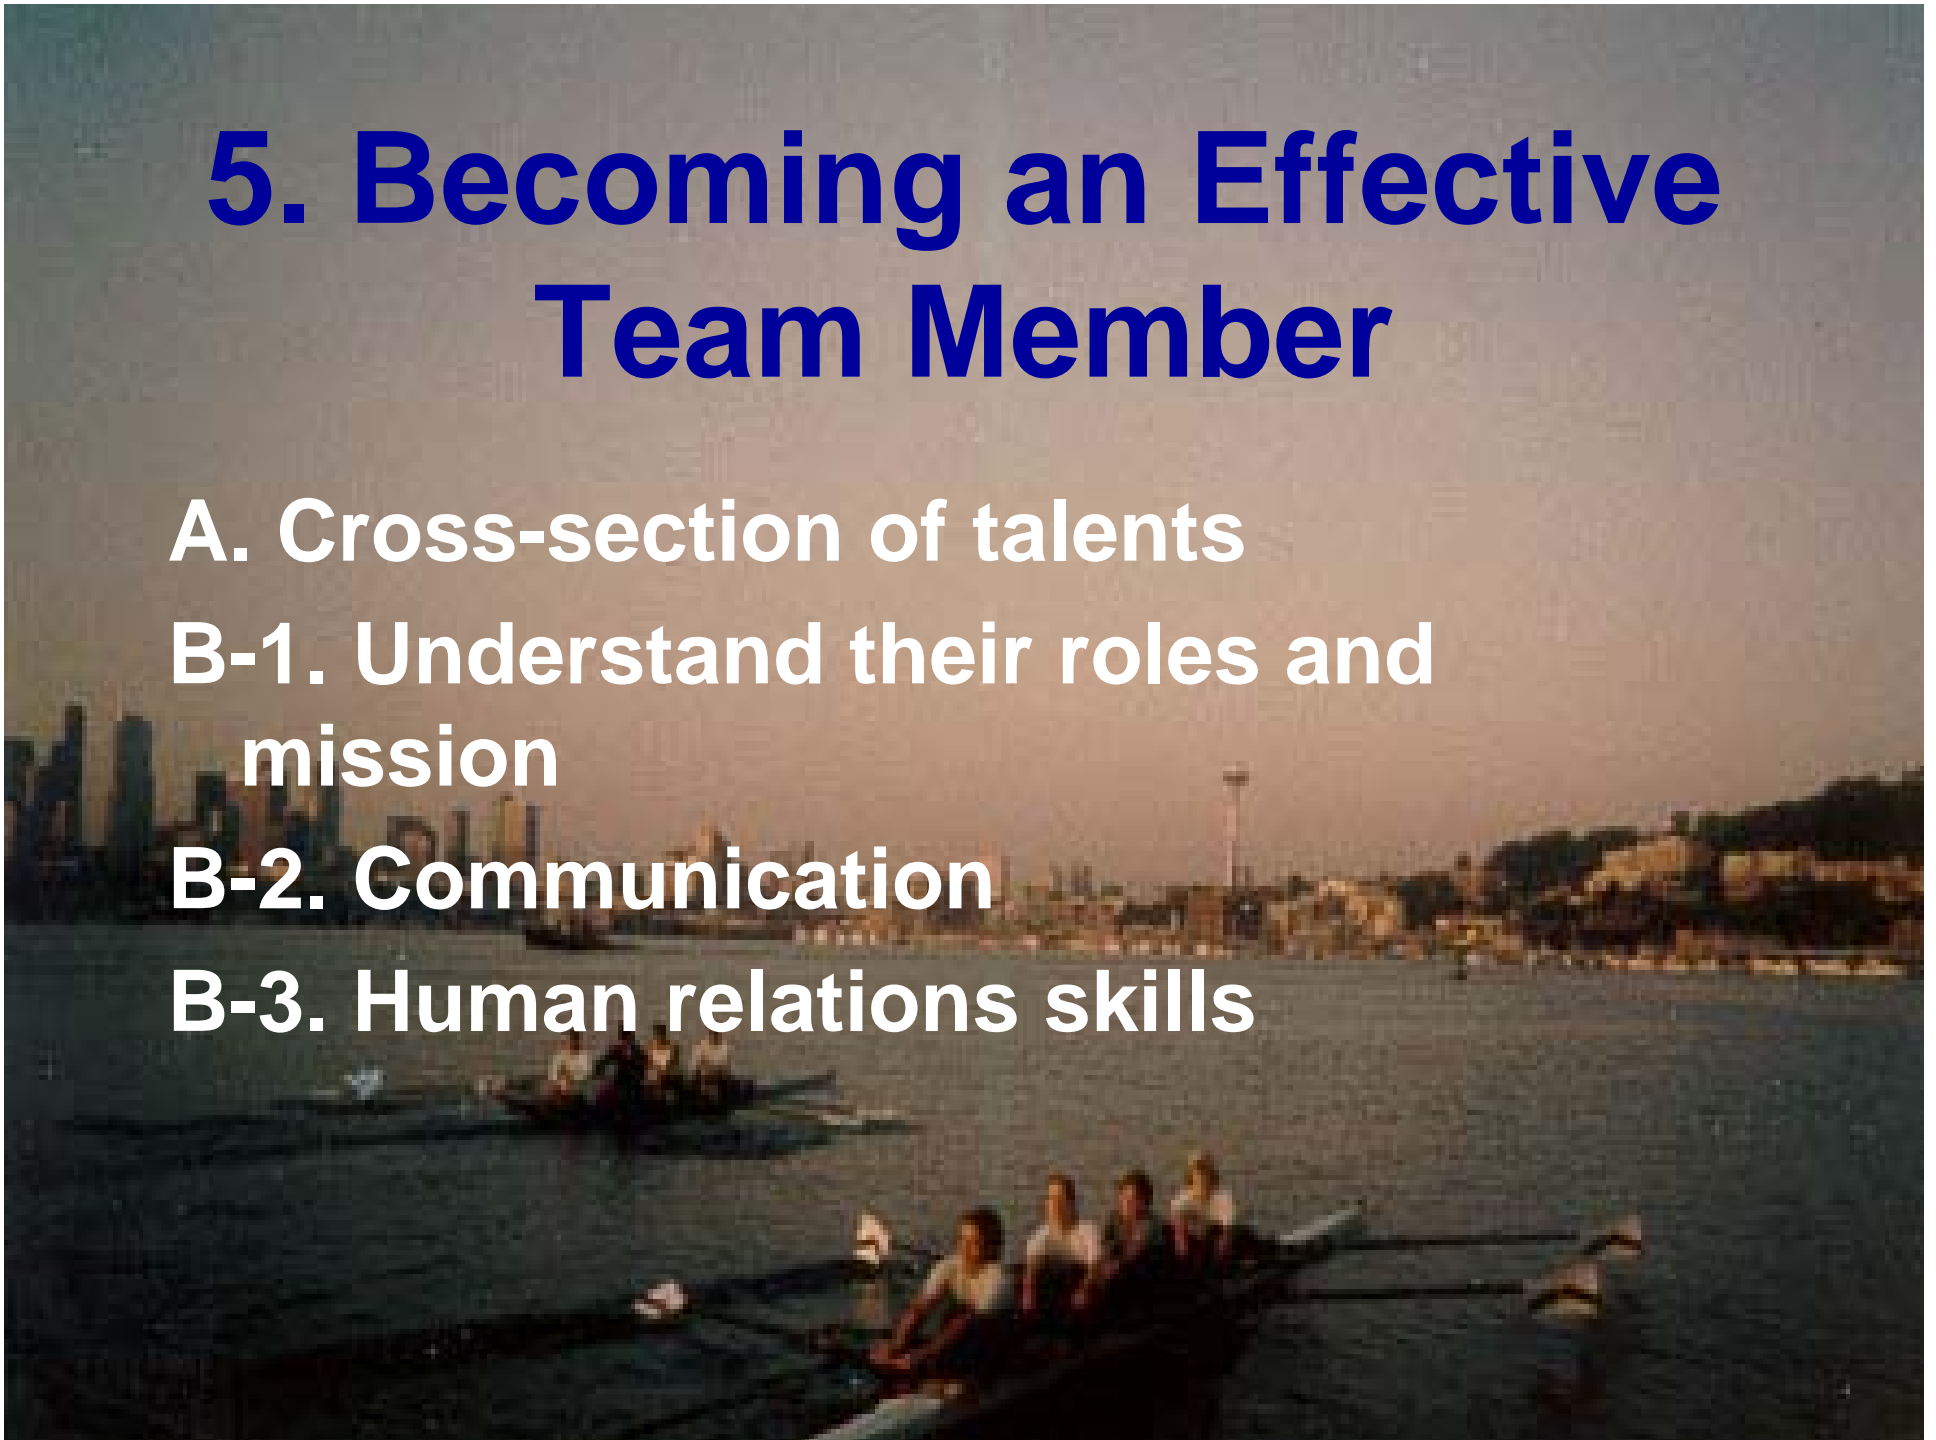 5. Becoming an Effective
Team Member
A. Cross-section of talents
B-1. Understand their roles and
mission
B-2. Communication
B-3. Human relations skills